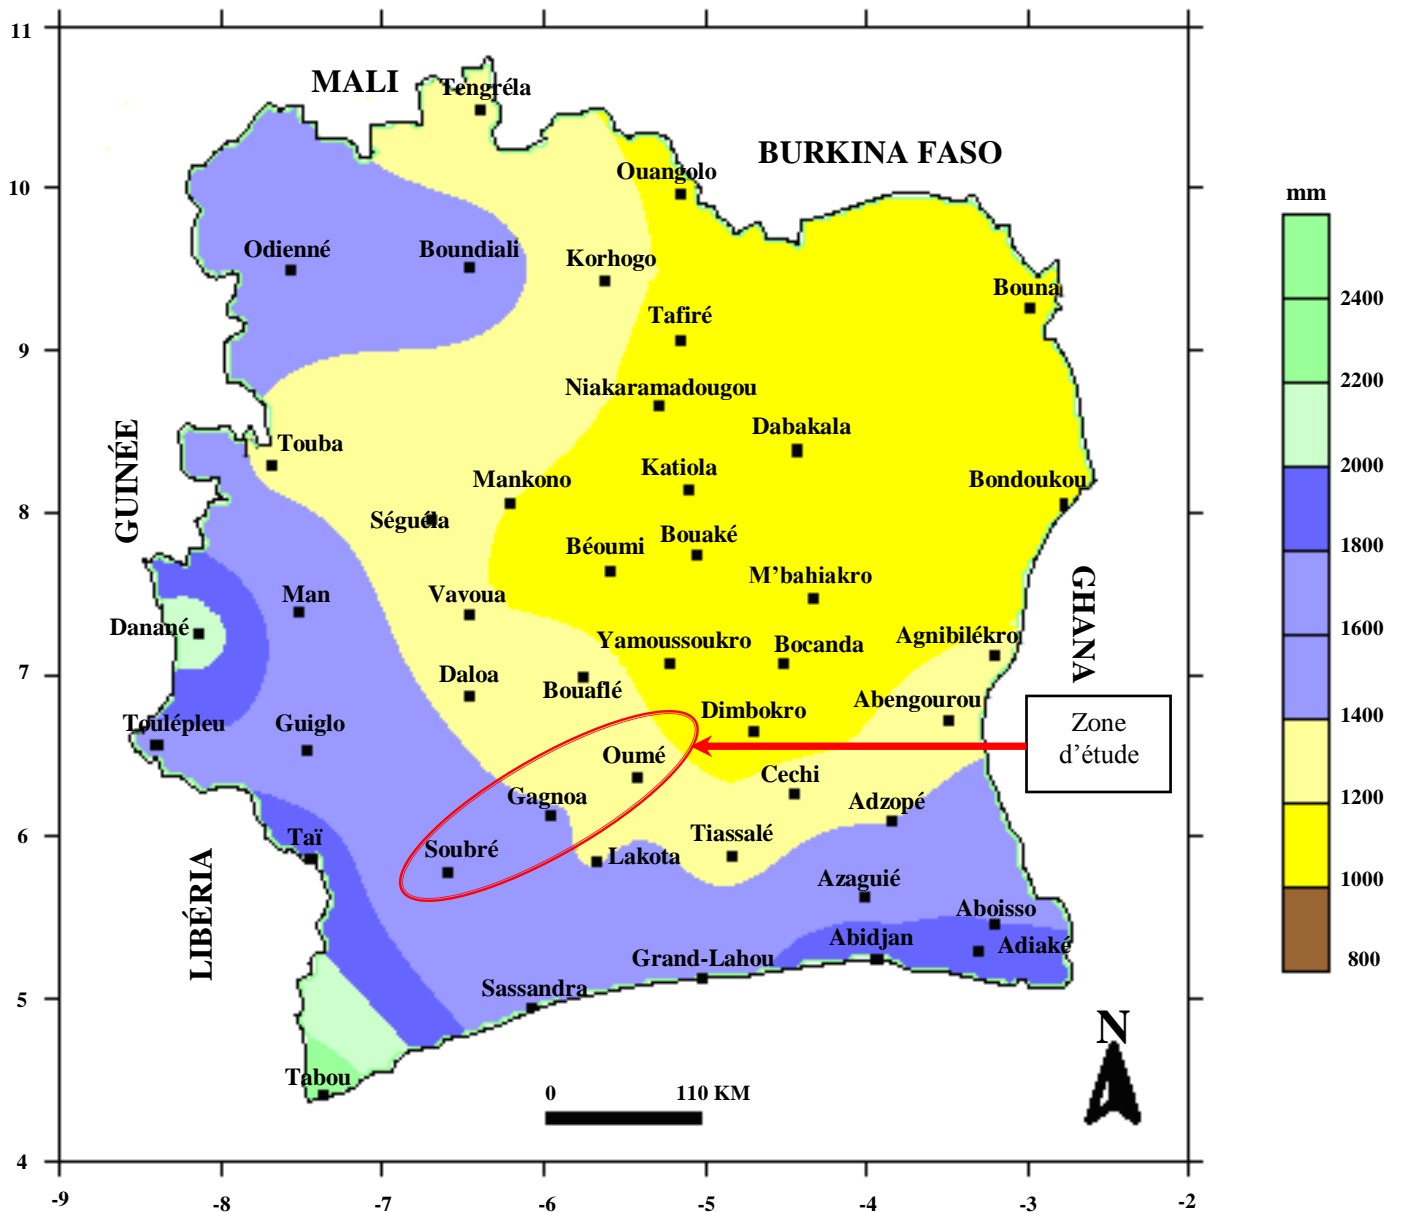 11
MALI
Tengréla
BURKINA FASO
Ouangolo
10
mm
Odienné
Boundiali
Korhogo
Bouna
2400
Tafiré
9
2200
Niakaramadougou
Dabakala
Touba
GUINÉE
2000
Katiola
Mankono
Bondoukou
8
Séguéla
Bouaké
1800
Béoumi
M’bahiakro
GHANA
Man
Vavoua
Danané
1600
Yamoussoukro
Bocanda
Agnibilékro
7
Daloa
Bouaflé
Abengourou
1400
Dimbokro
Toulépleu
Guiglo
Zone
d’étude
Oumé
Cechi
Gagnoa
1200
Adzopé
6
Taï
Tiassalé
Soubré
Lakota
LIBÉRIA
Azaguié
1000
Aboisso
Abidjan
Adiaké
Grand-Lahou
800
Sassandra
5
N
Tabou
0
110 KM
4
-9
-8
-7
-6
-5
-4
-3
-2